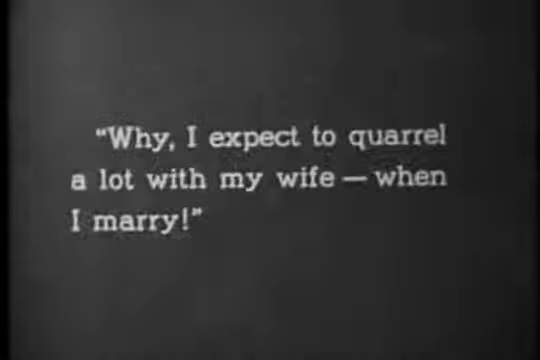 "Why, I expect to quarrel
a lot with my wife — when
I marry!"